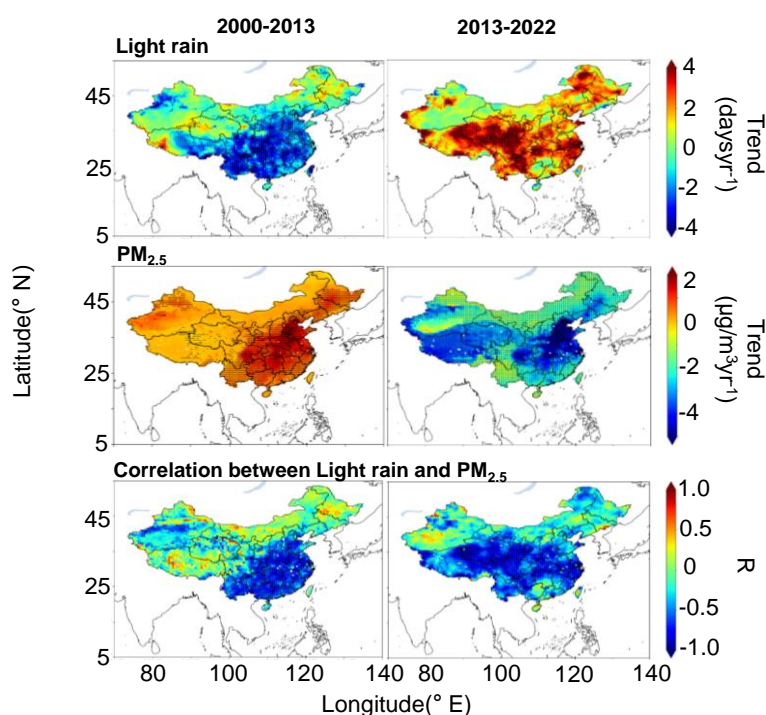 2000-2013 2013-2022
Light rain
45
25
5
4
2
0
-2
-4
Trend
(daysyr⁻¹)
PM₂.₅
45
25
5
2
0
-2
-4
Trend
(µg/m³yr⁻¹)
Latitude(° N)
Correlation between Light rain and PM₂.₅
45
25
5
1.0
0.5
0
-0.5
-1.0
R
80 100 120 140 80 100 120 140
Longitude(° E)